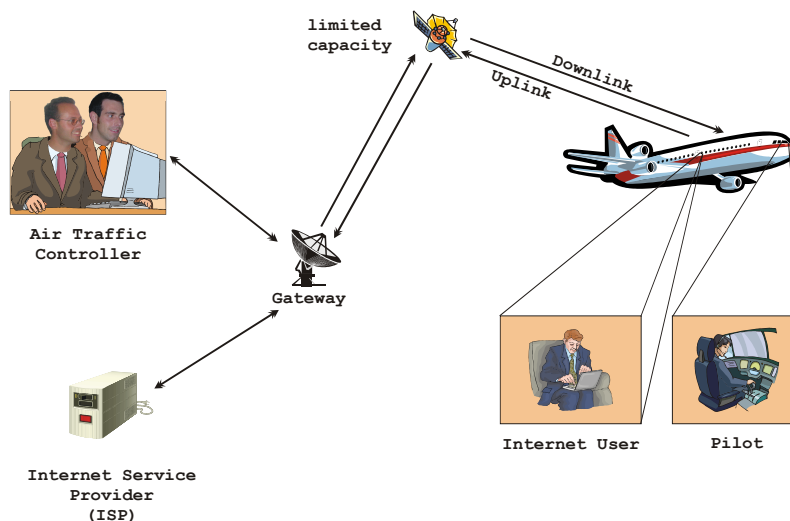 limited
capacity
Downlink
Uplink
Air Traffic
Controller
Gateway
Internet User
Pilot
Internet Service
Provider
(ISP)